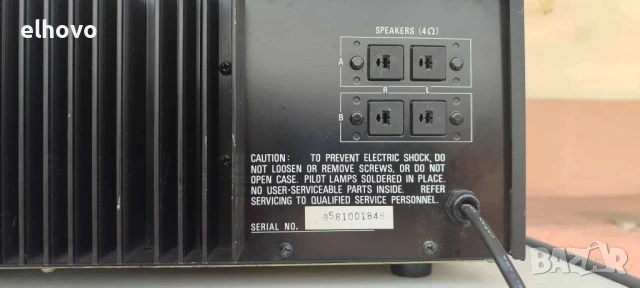 elhovo
SPEAKERS (4Ω)
A
R L
B
CAUTION: TO PREVENT ELECTRIC SHOCK, DO
NOT LOOSEN OR REMOVE SCREWS, OR DO NOT
OPEN CASE. PILOT LAMPS SOLDERED IN PLACE.
NO USER-SERVICEABLE PARTS INSIDE. REFER
SERVICING TO QUALIFIED SERVICE PERSONNEL.
SERIAL NO.
bazar